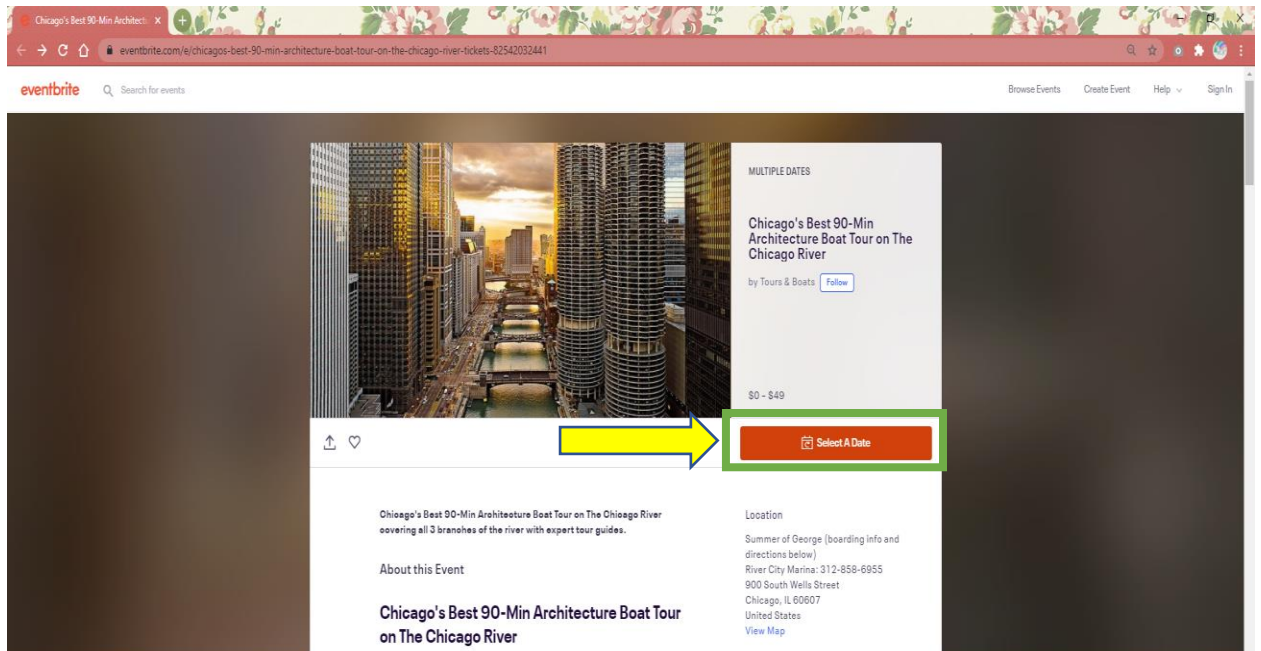 Chicago's Best 90-Min Architect
eventbrite.com/e/chicagos-best-90-min-architecture-boat-tour-on-the-chicago-river-tickets-82542032441
eventbrite
Search for events
Browse Events
Create Event
Help
Sign In
MULTIPLE DATES
Chicago's Best 90-Min
Architecture Boat Tour on The
Chicago River
by Tours & Boats
Follow
$0 – $49
Select A Date
Chicago's Best 90-Min Architecture Boat Tour on The Chicago River
covering all 3 branches of the river with expert tour guides.
About this Event
Chicago's Best 90-Min Architecture Boat Tour
on The Chicago River
Location
Summer of George (boarding info and
directions below)
River City Marina: 312-858-6955
900 South Wells Street
Chicago, IL 60607
United States
View Map